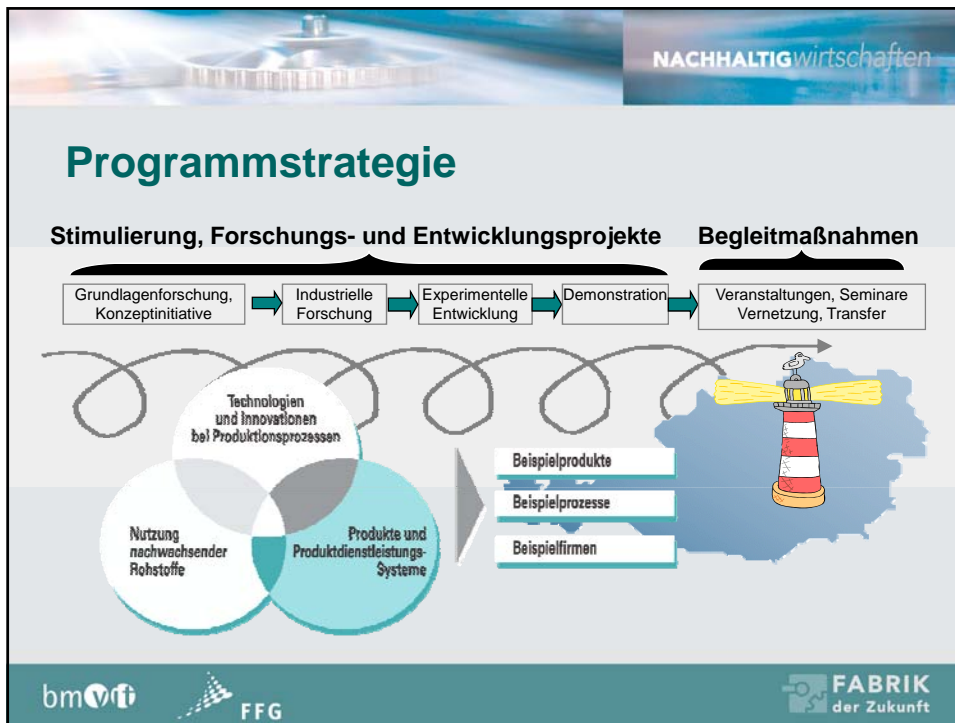 NACHHALTIGwirtschaften
Programmstrategie
Stimulierung, Forschungs- und Entwicklungsprojekte
Begleitmaßnahmen
Grundlagenforschung,
Konzeptinitiative
Industrielle
Forschung
Experimentelle
Entwicklung
Demonstration
Veranstaltungen, Seminare
Vernetzung, Transfer
Technologien
und Innovationen
bei Produktionsprozessen
Nutzung
nachwachsender
Rohstoffe
Produkte und
Produktdienstleistungs-
Systeme
Beispielprodukte
Beispielprozesse
Beispielfirmen
bmvit
FFG
FABRIK
der Zukunft